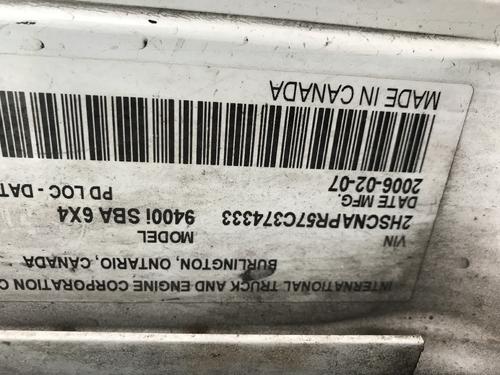 INTERNATIONAL TRUCK AND ENGINE CORPORATION
BURLINGTON, ONTARIO, CANADA
VIN MODEL
2HSCNAPR57C374333 9400i SBA 6X4
DATE MFG. PD LOC - DAT
2006-02-07
MADE IN CANADA